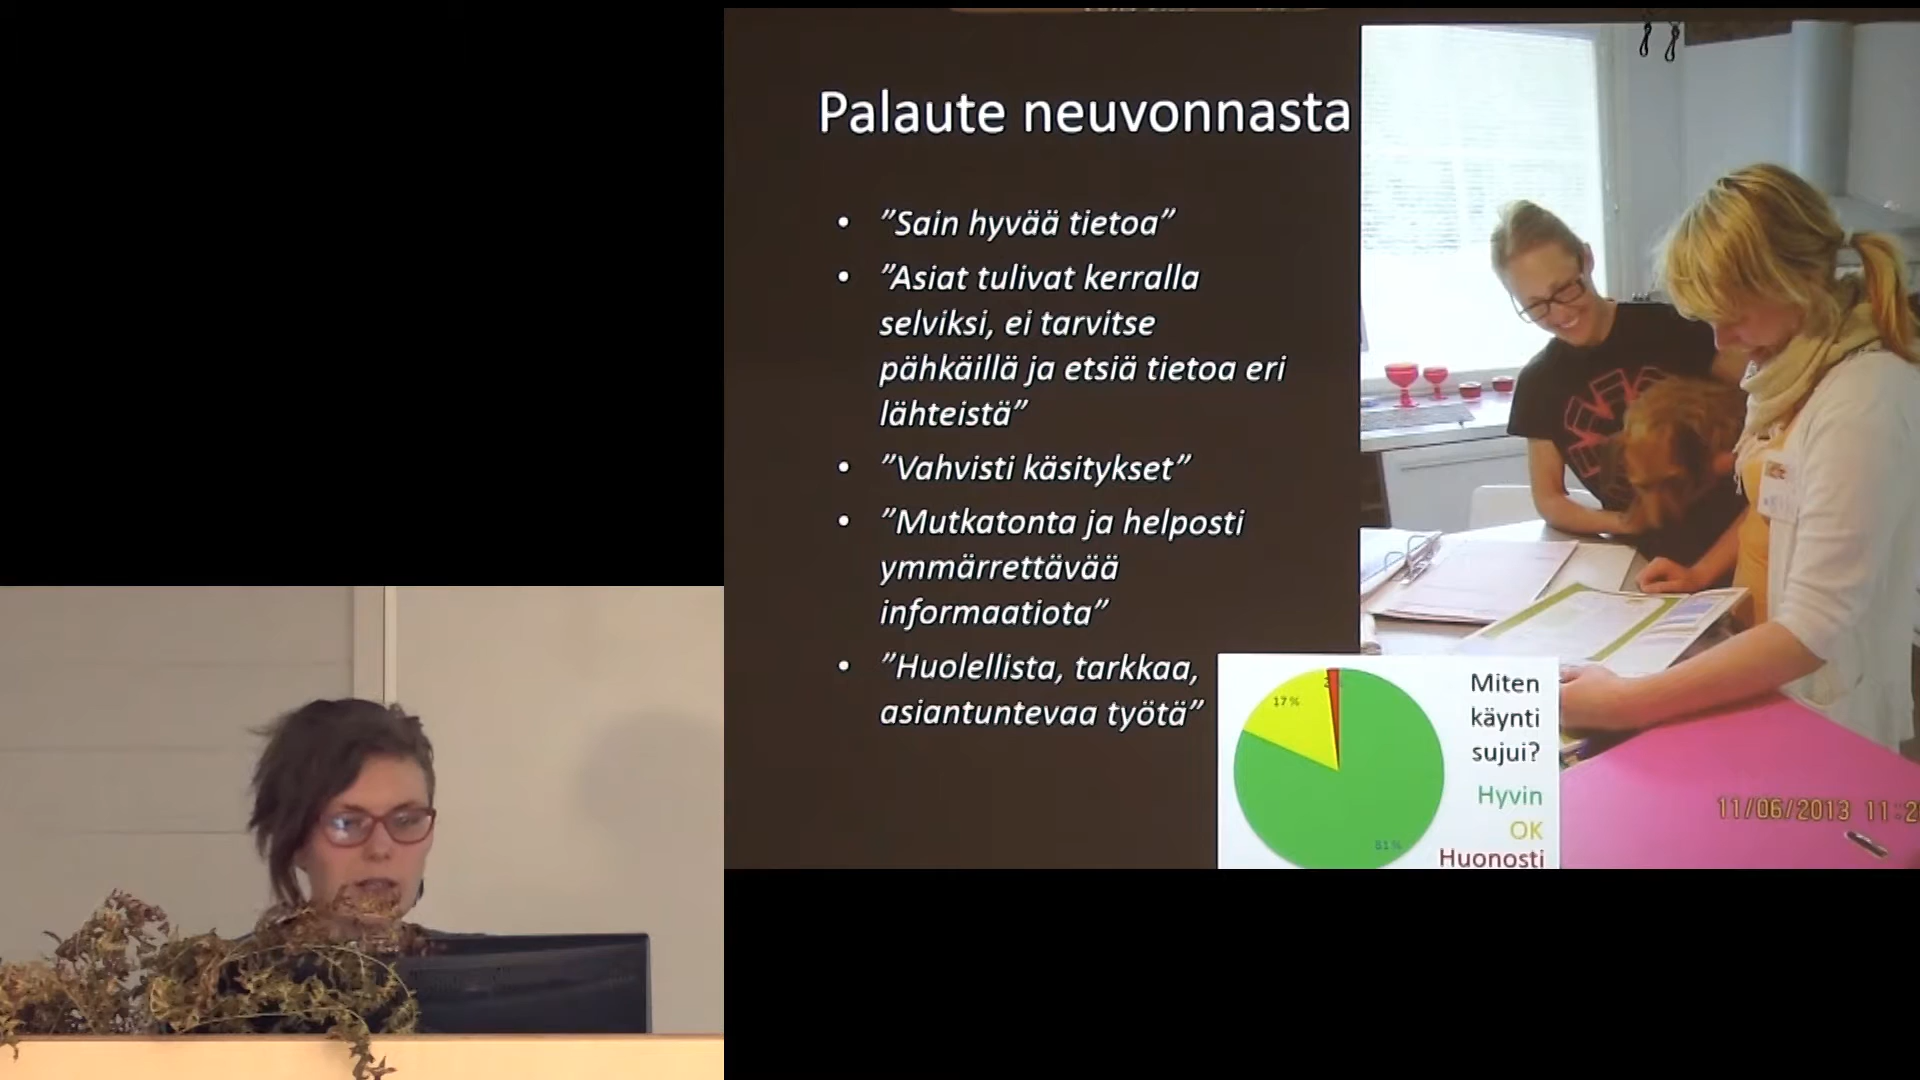 Palaute neuvonnasta
• ”Sain hyvää tietoa”
• ”Asiat tulivat kerralla
selviksi, ei tarvitse
pähkäillä ja etsiä tietoa eri
lähteistä”
• ”Vahvisti käsitykset”
• ”Mutkatonta ja helposti
ymmärrettävää
informaatiota”
• ”Huolellista, tarkkaa,
asiantuntevaa työtä”
17%
81%
Miten
käynti
sujui?
Hyvin
OK
Huonosti
11/06/2013 11:2